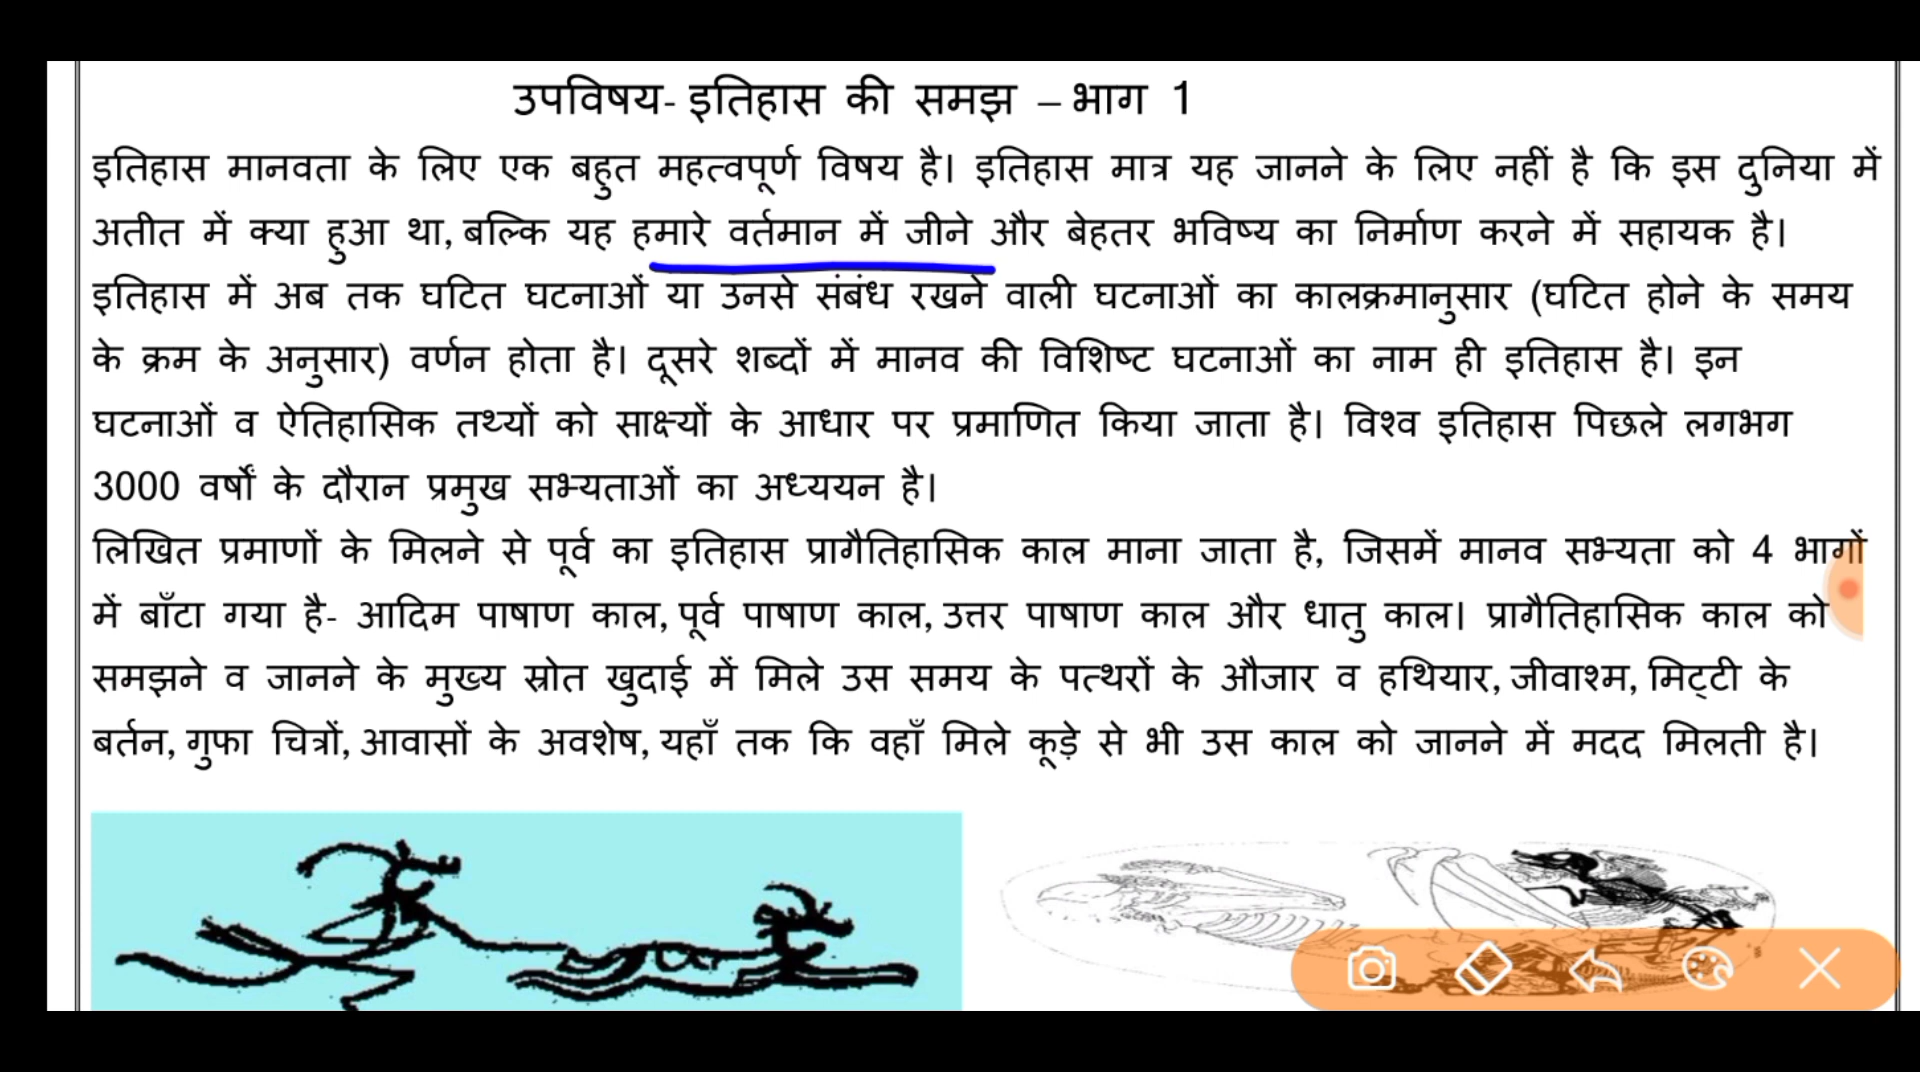 उपविषय- इतिहास की समझ – भाग 1
इतिहास मानवता के लिए एक बहुत महत्वपूर्ण विषय है। इतिहास मात्र यह जानने के लिए नहीं है कि इस दुनिया में
अतीत में क्या हुआ था, बल्कि यह हमारे वर्तमान में जीने और बेहतर भविष्य का निर्माण करने में सहायक है।
इतिहास में अब तक घटित घटनाओं या उनसे संबंध रखने वाली घटनाओं का कालक्रमानुसार (घटित होने के समय
के क्रम के अनुसार) वर्णन होता है। दूसरे शब्दों में मानव की विशिष्ट घटनाओं का नाम ही इतिहास है। इन
घटनाओं व ऐतिहासिक तथ्यों को साक्ष्यों के आधार पर प्रमाणित किया जाता है। विश्व इतिहास पिछले लगभग
3000 वर्षों के दौरान प्रमुख सभ्यताओं का अध्ययन है।
लिखित प्रमाणों के मिलने से पूर्व का इतिहास प्रागैतिहासिक काल माना जाता है, जिसमें मानव सभ्यता को 4 भागों
में बाँटा गया है- आदिम पाषाण काल, पूर्व पाषाण काल, उत्तर पाषाण काल और धातु काल। प्रागैतिहासिक काल को
समझने व जानने के मुख्य स्रोत खुदाई में मिले उस समय के पत्थरों के औजार व हथियार, जीवाश्म, मिट्टी के
बर्तन, गुफा चित्रों, आवासों के अवशेष, यहाँ तक कि वहाँ मिले कूड़े से भी उस काल को जानने में मदद मिलती है।